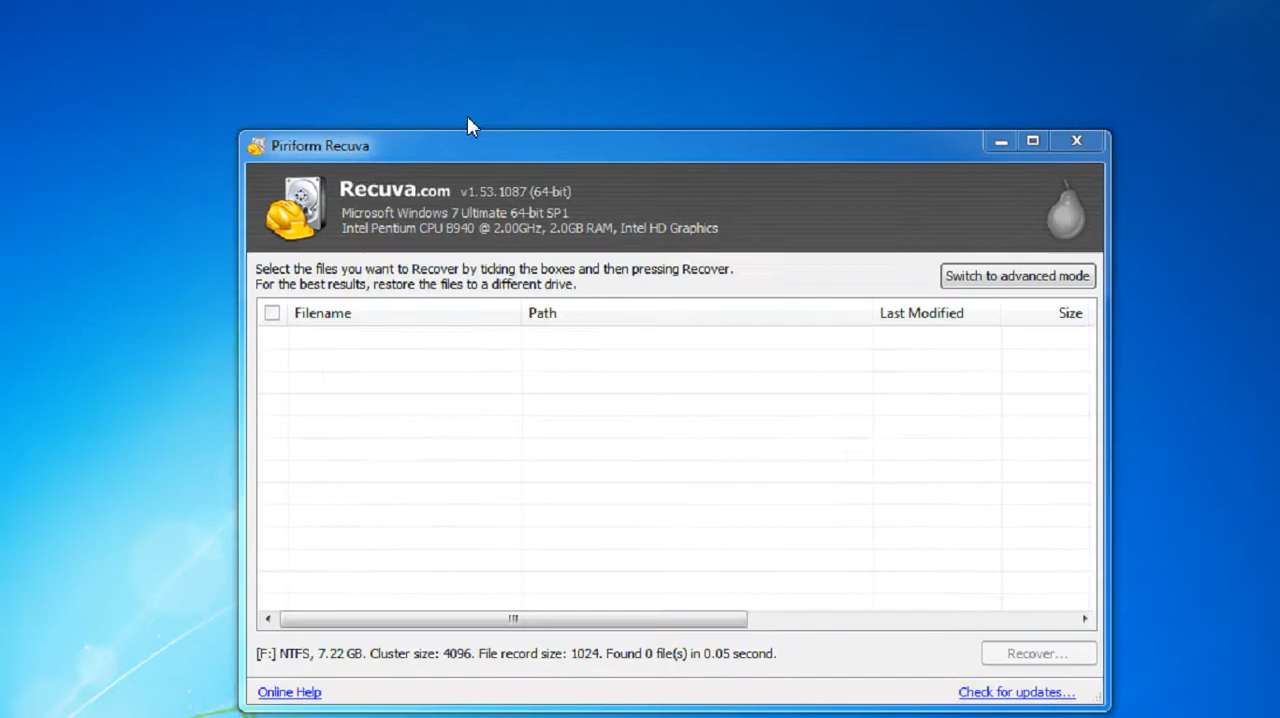 Piriform Recuva
Recuva.com v1.53.1087 (64-bit)
Microsoft Windows 7 Ultimate 64-bit SP1
Intel Pentium CPU B940 @ 2.00GHz, 2.0GB RAM, Intel HD Graphics
Select the files you want to Recover by ticking the boxes and then pressing Recover.
For the best results, restore the files to a different drive.
Switch to advanced mode
Filename Path Last Modified Size
[F:] NTFS, 7.22 GB. Cluster size: 4096. File record size: 1024. Found 0 file(s) in 0.05 second.
Recover...
Online Help
Check for updates...